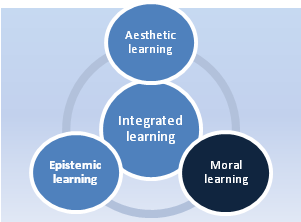 Aesthetic
learning
Integrated
learning
Epistemic
learning
Moral
learning